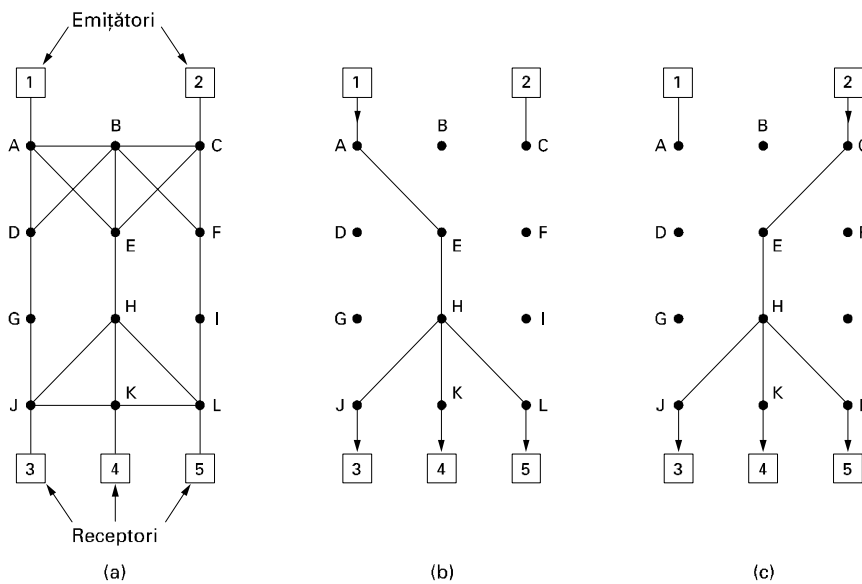 Emițători
1 2 1 2 1 2
B B B
A C A C A
D E F D E F D E
H H H
G I G I G
K K K
J L J L J
3 4 5 3 4 5 3 4 5
Receptori
(a) (b) (c)